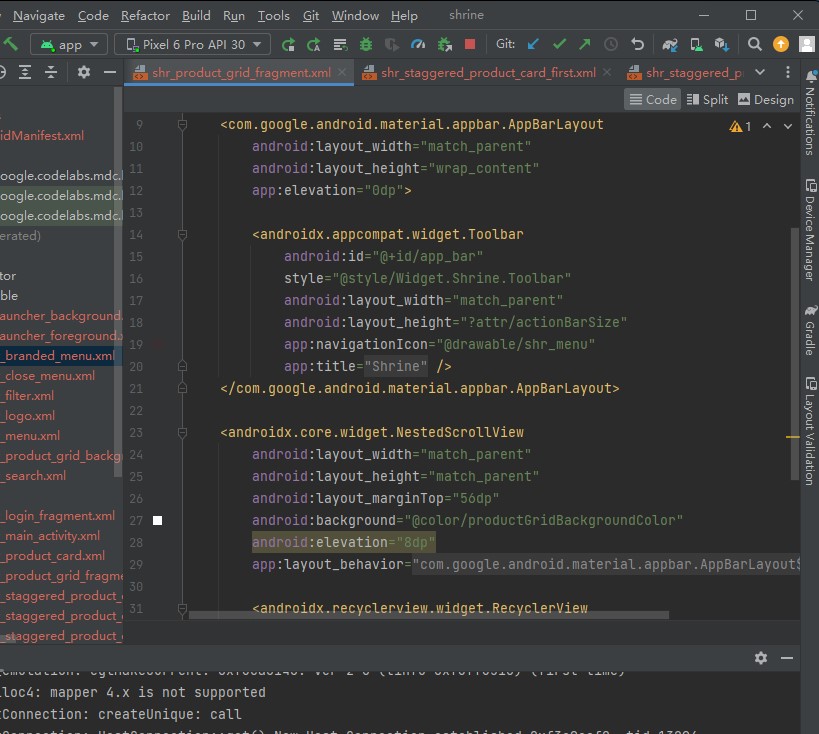 Navigate Code Refactor Build Run Tools Git Window Help shrine
app Pixel 6 Pro API 30 Git:
shr_product_grid_fragment.xml shr_staggered_product_card_first.xml shr_staggered_p
Code Split Design
idManifest.xml
oogle.codelabs.mdc.
oogle.codelabs.mdc.
oogle.codelabs.mdc.
erated)
tor
ble
auncher_background.
auncher_foreground.
_branded_menu.xml
_close_menu.xml
_filter.xml
_logo.xml
_menu.xml
_product_grid_backg
_search.xml
_login_fragment.xml
_main_activity.xml
_product_card.xml
_product_grid_fragme
_staggered_product_
_staggered_product_
_staggered_product_
1
9 <com.google.android.material.appbar.AppBarLayout
10 android:layout_width="match_parent"
11 android:layout_height="wrap_content"
12 app:elevation="0dp">
13
14 <androidx.appcompat.widget.Toolbar
15 android:id="@+id/app_bar"
16 style="@style/Widget.Shrine.Toolbar"
17 android:layout_width="match_parent"
18 android:layout_height="?attr/actionBarSize"
19 app:navigationIcon="@drawable/shr_menu"
20 app:title="Shrine" />
21 </com.google.android.material.appbar.AppBarLayout>
22
23 <androidx.core.widget.NestedScrollView
24 android:layout_width="match_parent"
25 android:layout_height="match_parent"
26 android:layout_marginTop="56dp"
27 android:background="@color/productGridBackgroundColor"
28 android:elevation="8dp"
29 app:layout_behavior="com.google.android.material.appbar.AppBarLayout$
30
31 <androidx.recyclerview.widget.RecyclerView
Notifications
Device Manager
Gradle
Layout Validation
lloc4: mapper 4.x is not supported
tConnection: createUnique: call